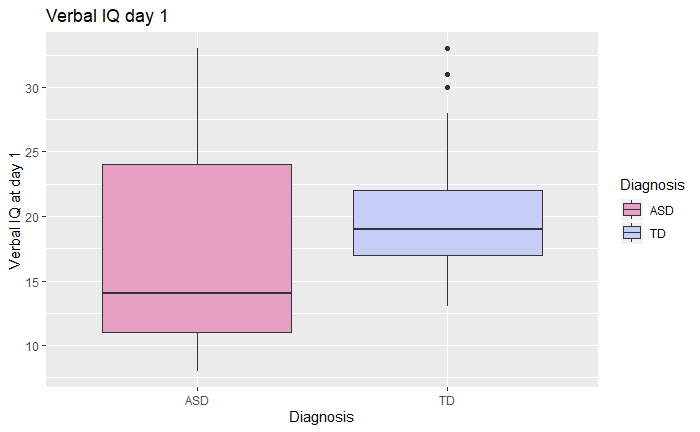 Verbal IQ day 1
Verbal IQ at day 1
30
25
20
15
10
ASD
TD
Diagnosis
Diagnosis
ASD
TD